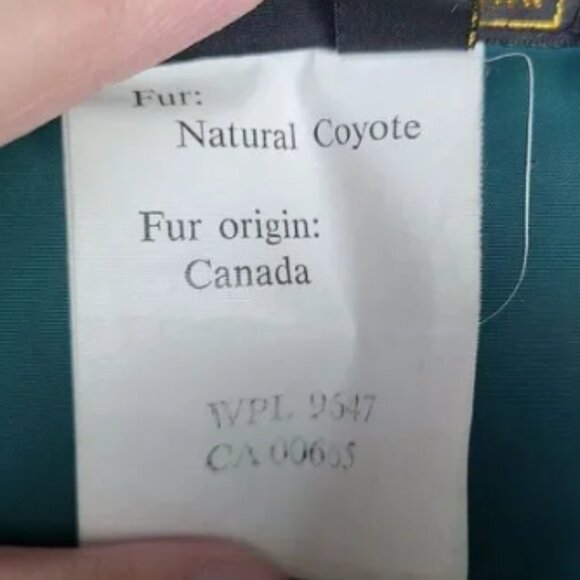 Fur:
Natural Coyote
Fur origin:
Canada
WPL 9647
CA 00665